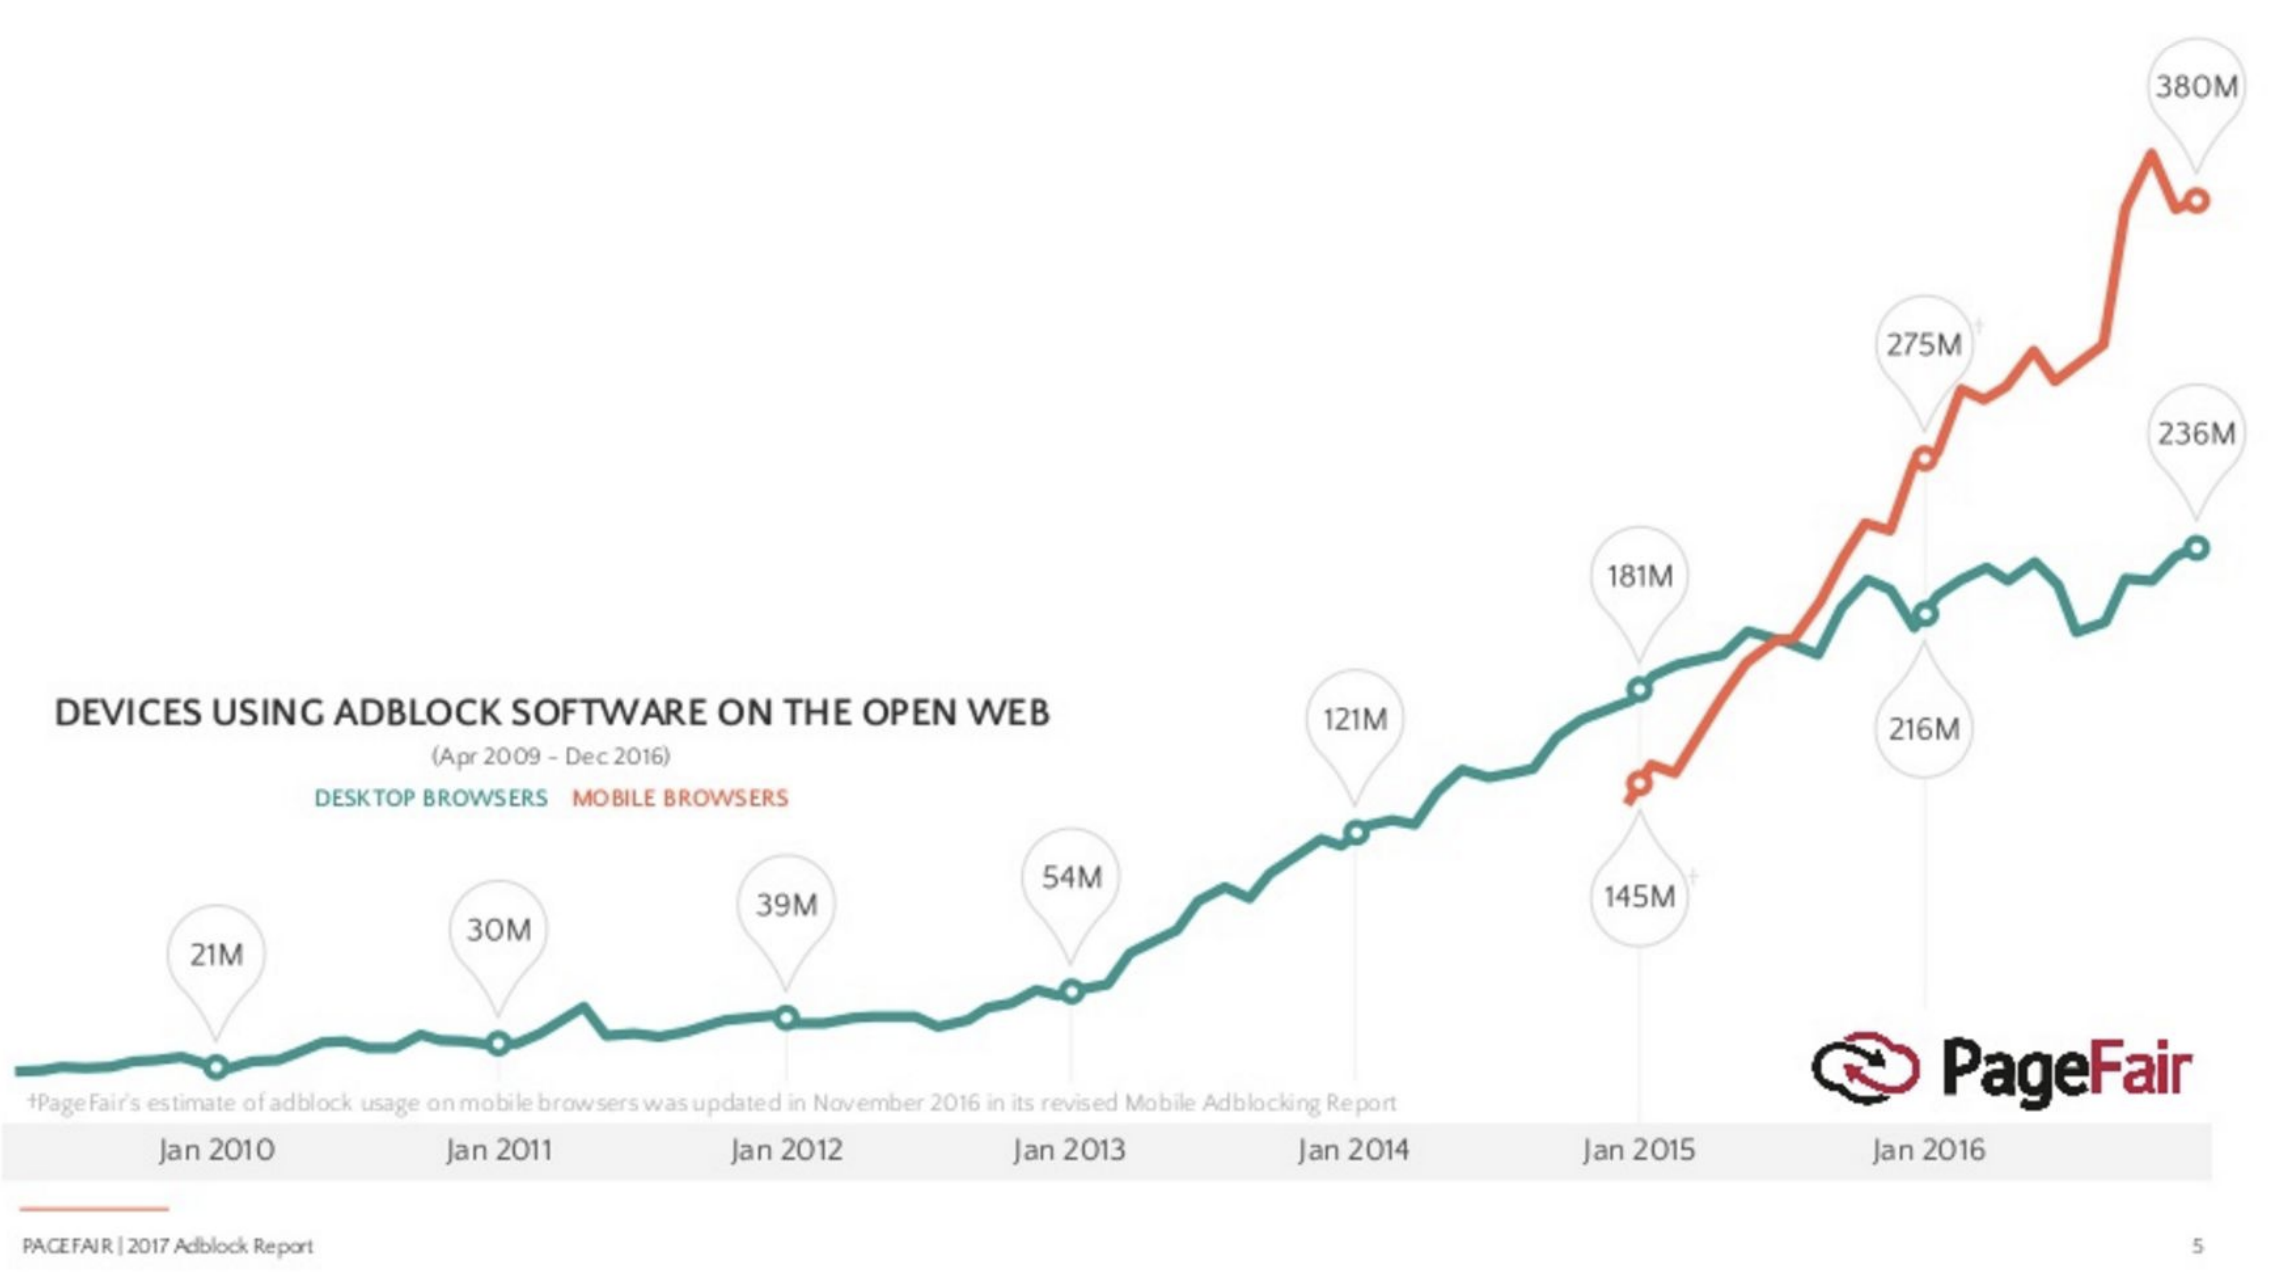 380M
275M †
236M
181M
DEVICES USING ADBLOCK SOFTWARE ON THE OPEN WEB
121M
216M
(Apr 2009 - Dec 2016)
DESKTOP BROWSERS MOBILE BROWSERS
54M
145M †
39M
30M
21M
PageFair
†PageFair's estimate of adblock usage on mobile browsers was updated in November 2016 in its revised Mobile Adblocking Report
Jan 2010 Jan 2011 Jan 2012 Jan 2013 Jan 2014 Jan 2015 Jan 2016
PAGEFAIR | 2017 Adblock Report
5